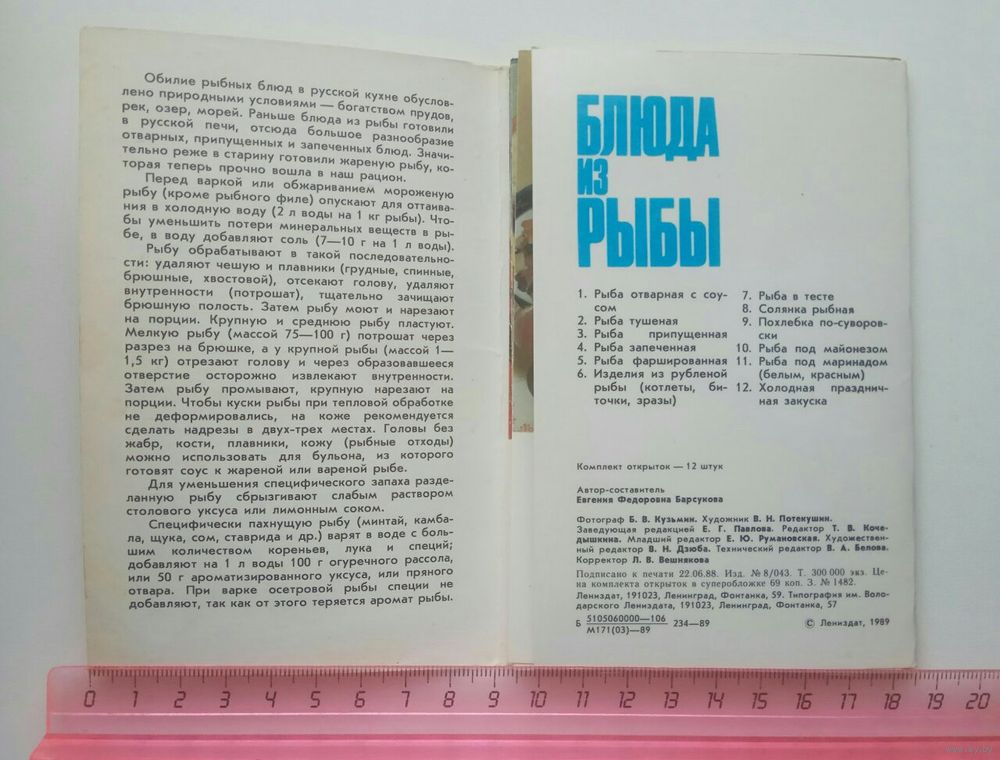 Обилие рыбных блюд в русской кухне обуслов-
лено природными условиями — богатством прудов,
рек, озер, морей. Раньше блюда из рыбы готовили
в русской печи, отсюда большое разнообразие
отварных, припущенных и запеченных блюд. Значи-
тельно реже в старину готовили жареную рыбу, ко-
торая теперь прочно вошла в наш рацион.
Перед варкой или обжариванием мороженую
рыбу (кроме рыбного филе) опускают для оттаива-
ния в холодную воду (2 л воды на 1 кг рыбы). Что-
бы уменьшить потери минеральных веществ в ры-
бе, в воду добавляют соль (7—10 г на 1 л воды).
Рыбу обрабатывают в такой последовательно-
сти: удаляют чешую и плавники (грудные, спинные,
брюшные, хвостовой), отсекают голову, удаляют
внутренности (потрошат), тщательно зачищают
брюшную полость. Затем рыбу моют и нарезают
на порции. Крупную и среднюю рыбу пластуют.
Мелкую рыбу (массой 75—100 г) потрошат через
разрез на брюшке, а у крупной рыбы (массой 1—
1,5 кг) отрезают голову и через образовавшееся
отверстие осторожно извлекают внутренности.
Затем рыбу промывают, крупную нарезают на
порции. Чтобы куски рыбы при тепловой обработке
не деформировались, на коже рекомендуется
сделать надрезы в двух-трех местах. Головы без
жабр, кости, плавники, кожу (рыбные отходы)
можно использовать для бульона, из которого
готовят соус к жареной или вареной рыбе.
Для уменьшения специфического запаха разде-
ланную рыбу сбрызгивают слабым раствором
столового уксуса или лимонным соком.
Специфически пахнущую рыбу (минтай, камба-
ла, щука, сом, ставрида и др.) варят в воде с боль-
шим количеством кореньев, лука и специй;
добавляют на 1 л воды 100 г огуречного рассола,
или 50 г ароматизированного уксуса, или пряного
отвара. При варке осетровой рыбы специи не
добавляют, так как от этого теряется аромат рыбы.
БЛЮДА
ИЗ
РЫБЫ
1. Рыба отварная с соу-
сом
2. Рыба тушеная
3. Рыба припущенная
4. Рыба запеченная
5. Рыба фаршированная
6. Изделия из рубленой
рыбы (котлеты, би-
точки, зразы)
7. Рыба в тесте
8. Солянка рыбная
9. Похлебка по-суворов-
ски
10. Рыба под майонезом
11. Рыба под маринадом
(белым, красным)
12. Холодная празднич-
ная закуска
Комплект открыток — 12 штук
Автор-составитель
Евгения Федоровна Барсукова
Фотограф Б. В. Кузьмин. Художник В. Н. Потекушин.
Заведующая редакцией Е. Г. Павлова. Редактор Т. В. Коче-
дышкина. Младший редактор Е. Ю. Румановская. Художествен-
ный редактор В. Н. Дзюба. Технический редактор В. А. Белова.
Корректор Л. В. Вешнякова
Подписано к печати 22.06.88. Изд. № 8/043. Т. 300 000 экз. Це-
на комплекта открыток в суперобложке 69 коп. З. № 1482.
Лениздат, 191023, Ленинград, Фонтанка, 59. Типография им. Воло-
дарского Лениздата, 191023, Ленинград, Фонтанка, 57
Б 5105060000—106 234—89
М171(03)—89
© Лениздат, 1989
0 1 2 3 4 5 6 7 8 9 10 11 12 13 14 15 16 17 18 19 20